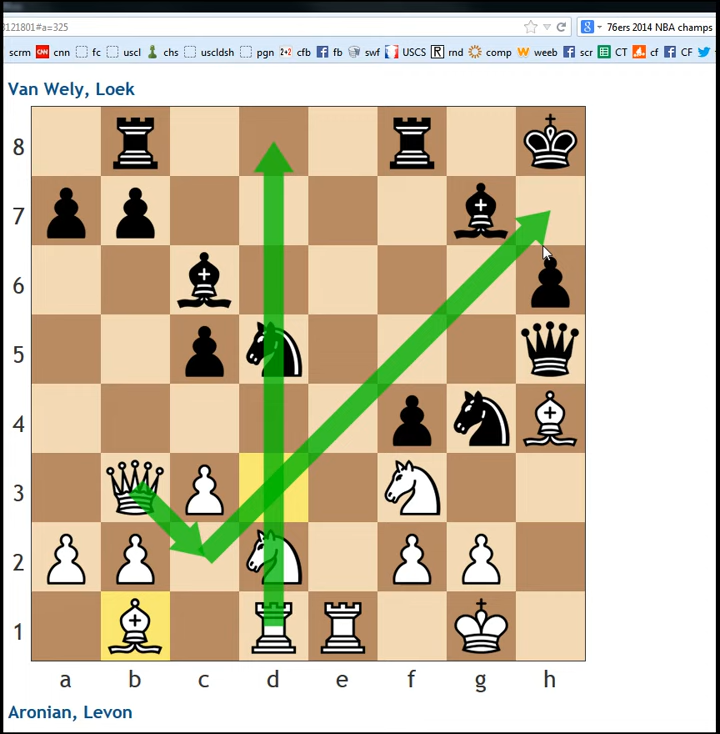 3121801#a=325
76ers 2014 NBA champs
scrm CNN cnn fc uscl chs uscldsh pgn 2+2 cfb fb swf USCS R rnd comp W weeb scr CT cf CF
Van Wely, Loek
8
7
6
5
4
3
2
1
a b c d e f g h
Aronian, Levon